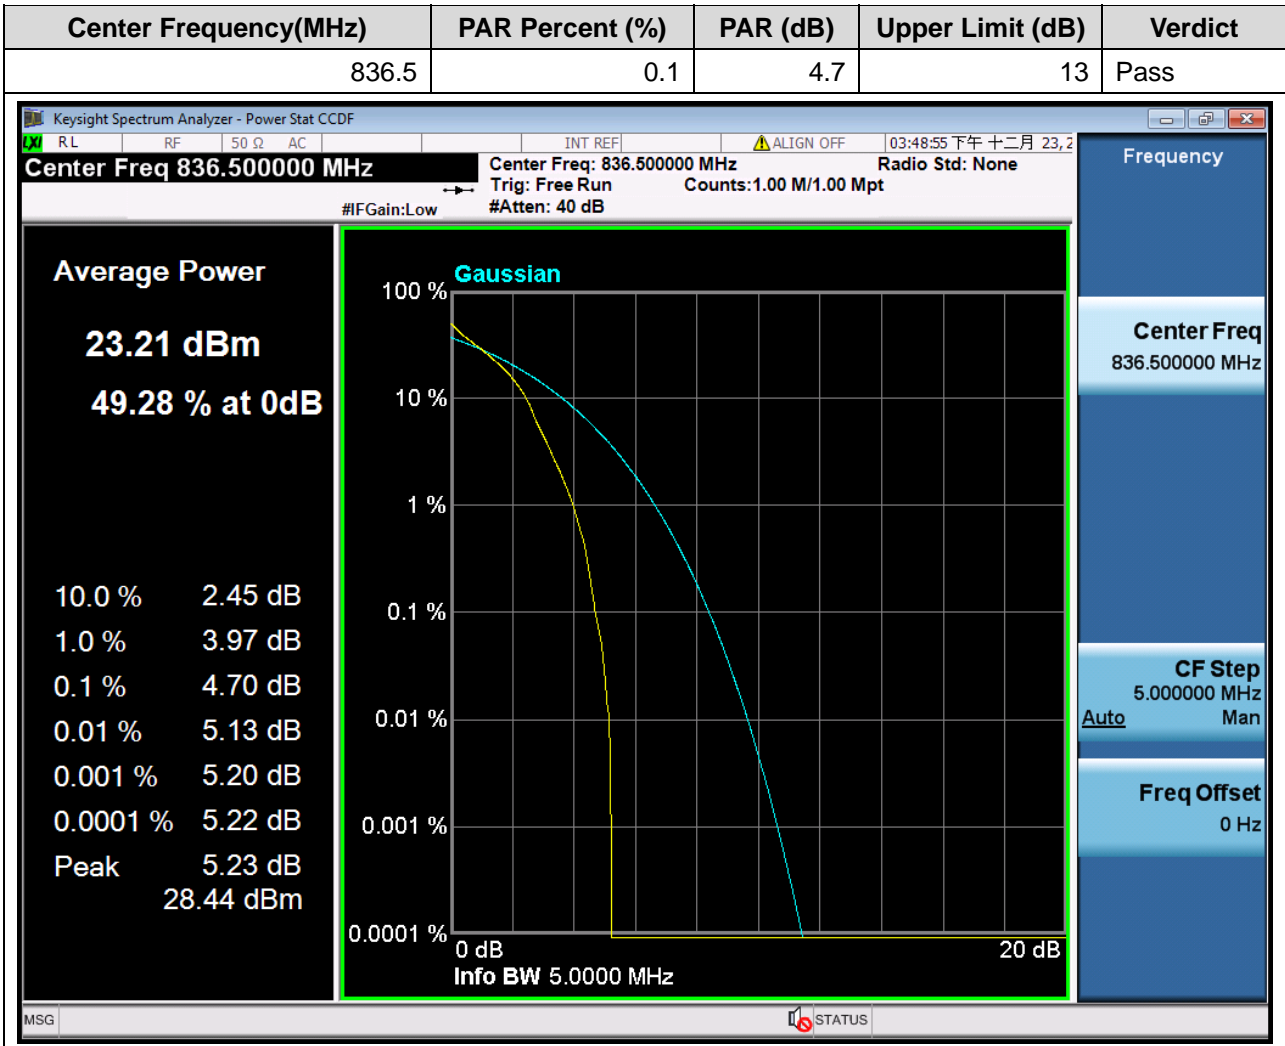 Center Frequency(MHz) PAR Percent (%) PAR (dB) Upper Limit (dB) Verdict
836.5 0.1 4.7 13 Pass
Keysight Spectrum Analyzer - Power Stat CCDF
LXI RL RF 50 Ω AC INT REF ALIGN OFF 03:48:55 下午 十二月 23, 2
Center Freq 836.500000 MHz
Center Freq: 836.500000 MHz Radio Std: None
Trig: Free Run Counts:1.00 M/1.00 Mpt
#IFGain:Low #Atten: 40 dB
Average Power
23.21 dBm
49.28 % at 0dB
10.0 % 2.45 dB
1.0 % 3.97 dB
0.1 % 4.70 dB
0.01 % 5.13 dB
0.001 % 5.20 dB
0.0001 % 5.22 dB
Peak 5.23 dB
28.44 dBm
Gaussian
100 %
10 %
1 %
0.1 %
0.01 %
0.001 %
0.0001 %
0 dB 20 dB
Info BW 5.0000 MHz
Frequency
Center Freq
836.500000 MHz
CF Step
5.000000 MHz
Auto Man
Freq Offset
0 Hz
MSG STATUS